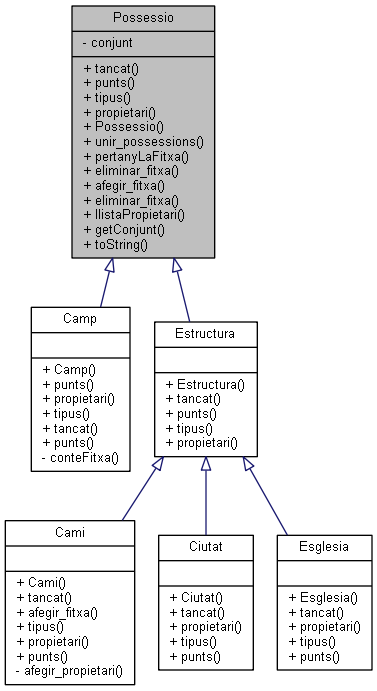 Possessio
- conjunt
+ tancat()
+ punts()
+ tipus()
+ propietari()
+ Possessio()
+ unir_possessions()
+ pertanyLaFitxa()
+ eliminar_fitxa()
+ afegir_fitxa()
+ eliminar_fitxa()
+ llistaPropietari()
+ getConjunt()
+ toString()
Camp
+ Camp()
+ punts()
+ propietari()
+ tipus()
+ tancat()
+ punts()
- conteFitxa()
Estructura
+ Estructura()
+ tancat()
+ punts()
+ tipus()
+ propietari()
Cami
+ Cami()
+ tancat()
+ afegir_fitxa()
+ tipus()
+ propietari()
+ punts()
- afegir_propietari()
Ciutat
+ Ciutat()
+ tancat()
+ propietari()
+ tipus()
+ punts()
Esglesia
+ Esglesia()
+ tancat()
+ propietari()
+ tipus()
+ punts()